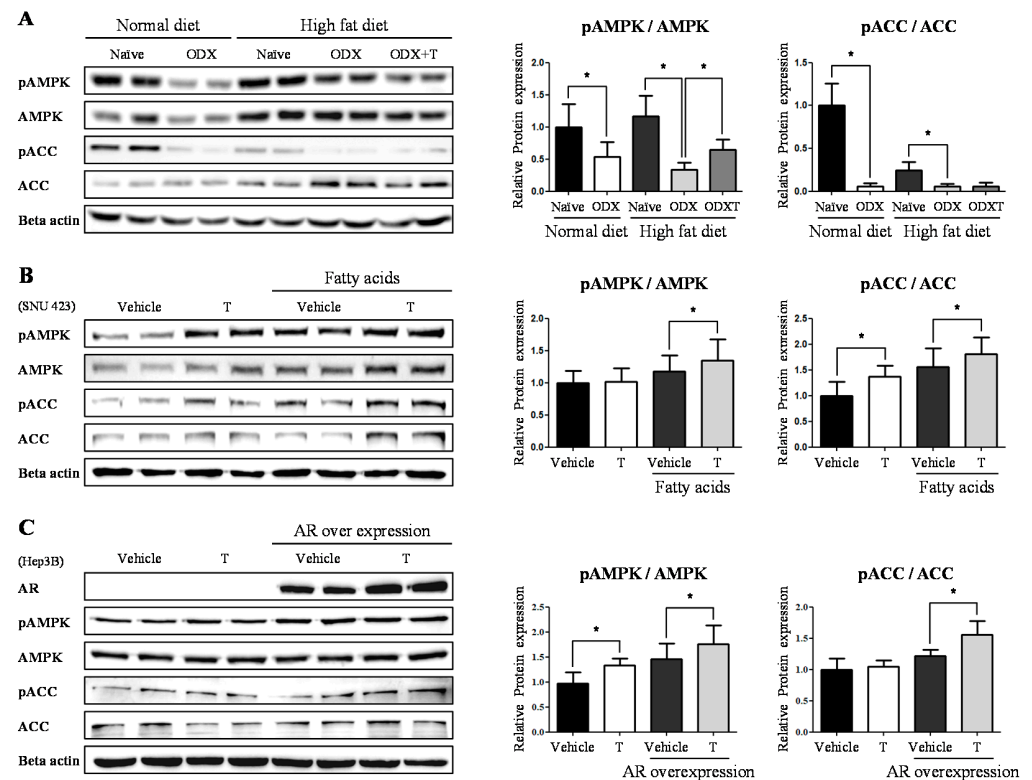 A
Normal diet High fat diet
Naïve ODX Naïve ODX ODX+T
pAMPK
AMPK
pACC
ACC
Beta actin
pAMPK / AMPK
Relative Protein expression
2.0
1.5
1.0
0.5
0.0
* * *
Naïve ODX Naïve ODX ODXT
Normal diet High fat diet
pACC / ACC
Relative Protein expression
1.5
1.0
0.5
0.0
* *
Naïve ODX Naïve ODX ODXT
Normal diet High fat diet
B
Fatty acids
(SNU 423) Vehicle T Vehicle T
pAMPK
AMPK
pACC
ACC
Beta actin
pAMPK / AMPK
Relative Protein expression
2.0
1.5
1.0
0.5
0.0
*
Vehicle T Vehicle T
Fatty acids
pACC / ACC
Relative Protein expression
2.5
2.0
1.5
1.0
0.5
0.0
* *
Vehicle T Vehicle T
Fatty acids
C
AR over expression
(Hep3B) Vehicle T Vehicle T
AR
pAMPK
AMPK
pACC
ACC
Beta actin
pAMPK / AMPK
Relative Protein expression
2.5
2.0
1.5
1.0
0.5
0.0
* *
Vehicle T Vehicle T
AR overexpression
pACC / ACC
Relative Protein expression
2.0
1.5
1.0
0.5
0.0
*
Vehicle T Vehicle T
AR overexpression